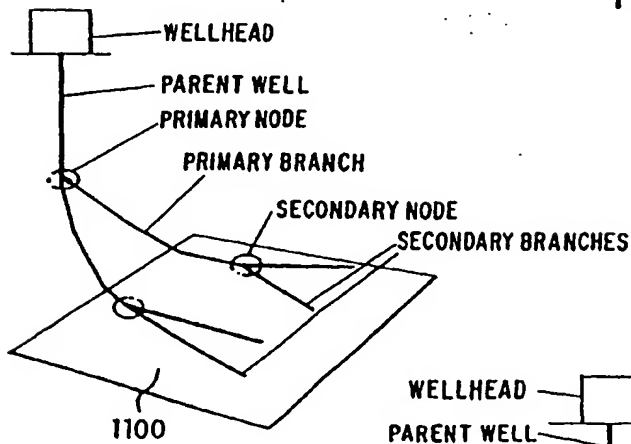 WELLHEAD
PARENT WELL
PRIMARY NODE
PRIMARY BRANCH
SECONDARY NODE
SECONDARY BRANCHES
1100
WELLHEAD
PARENT WELL